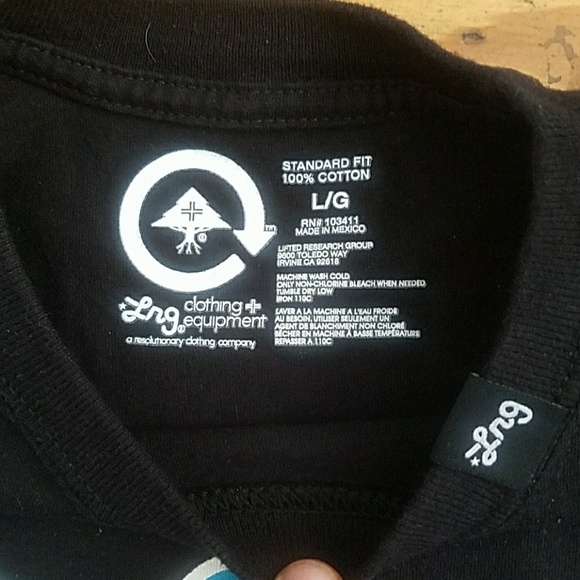 STANDARD FIT
100% COTTON
L/G
RN# 103411
MADE IN MEXICO
LIFTED RESEARCH GROUP
9600 TOLEDO WAY
IRVINE CA 92618
MACHINE WASH COLD
ONLY NON-CHLORINE BLEACH WHEN NEEDED
TUMBLE DRY LOW
IRON 110C
LAVER A LA MACHINE A L'EAU FROIDE
AU BESOIN, UTILISER SEULEMENT UN
AGENT DE BLANCHIMENT NON CHLORÉ
SÉCHER EN MACHINE À BASSE TEMPÉRATURE
REPASSER A 110C
Lrg clothing +
equipment
a resolutionary clothing company
Lrg